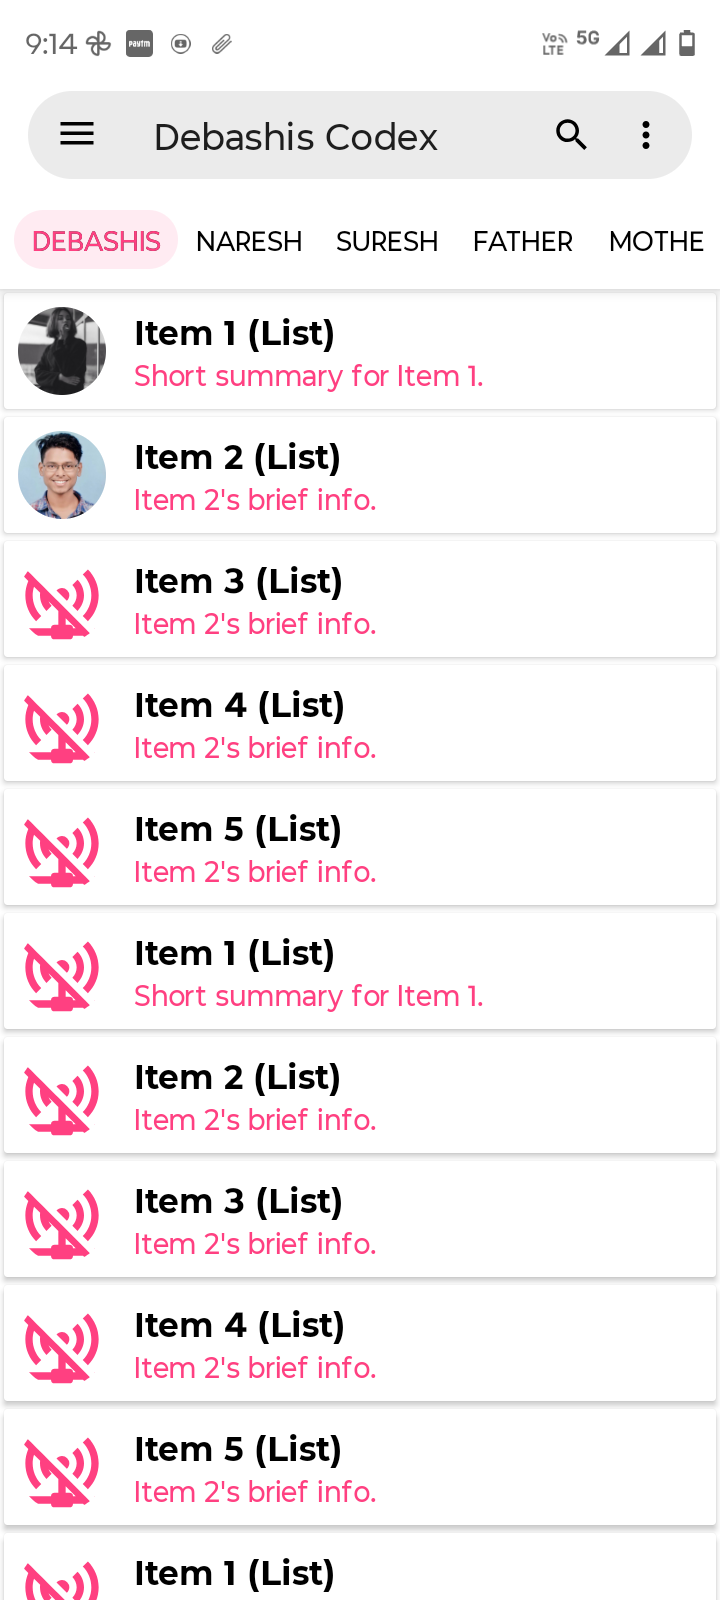 9:14 paytm Vo LTE 5G
Debashis Codex
DEBASHIS NARESH SURESH FATHER MOTHE
Item 1 (List)
Short summary for Item 1.
Item 2 (List)
Item 2's brief info.
Item 3 (List)
Item 2's brief info.
Item 4 (List)
Item 2's brief info.
Item 5 (List)
Item 2's brief info.
Item 1 (List)
Short summary for Item 1.
Item 2 (List)
Item 2's brief info.
Item 3 (List)
Item 2's brief info.
Item 4 (List)
Item 2's brief info.
Item 5 (List)
Item 2's brief info.
Item 1 (List)